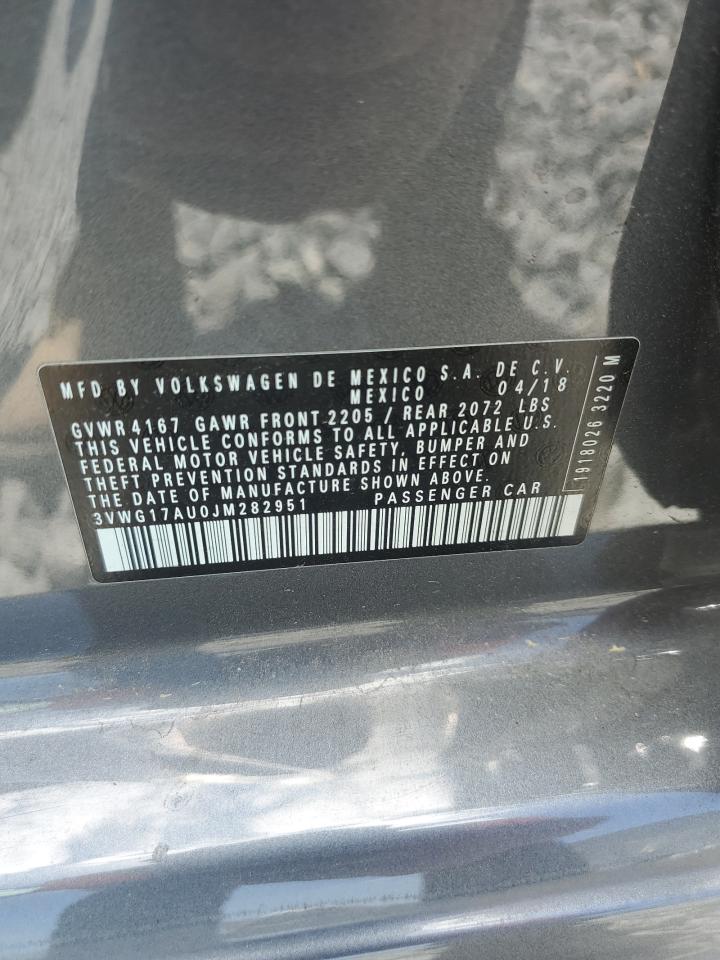 MFD BY VOLKSWAGEN DE MEXICO S.A. DE C.V.
MEXICO 04/18
GVWR 4167 GAWR FRONT 2205 / REAR 2072 LBS
THIS VEHICLE CONFORMS TO ALL APPLICABLE U.S.
FEDERAL MOTOR VEHICLE SAFETY, BUMPER AND
THEFT PREVENTION STANDARDS IN EFFECT ON
THE DATE OF MANUFACTURE SHOWN ABOVE.
3VWG17AU0JM282951 PASSENGER CAR
1918026 3220 M